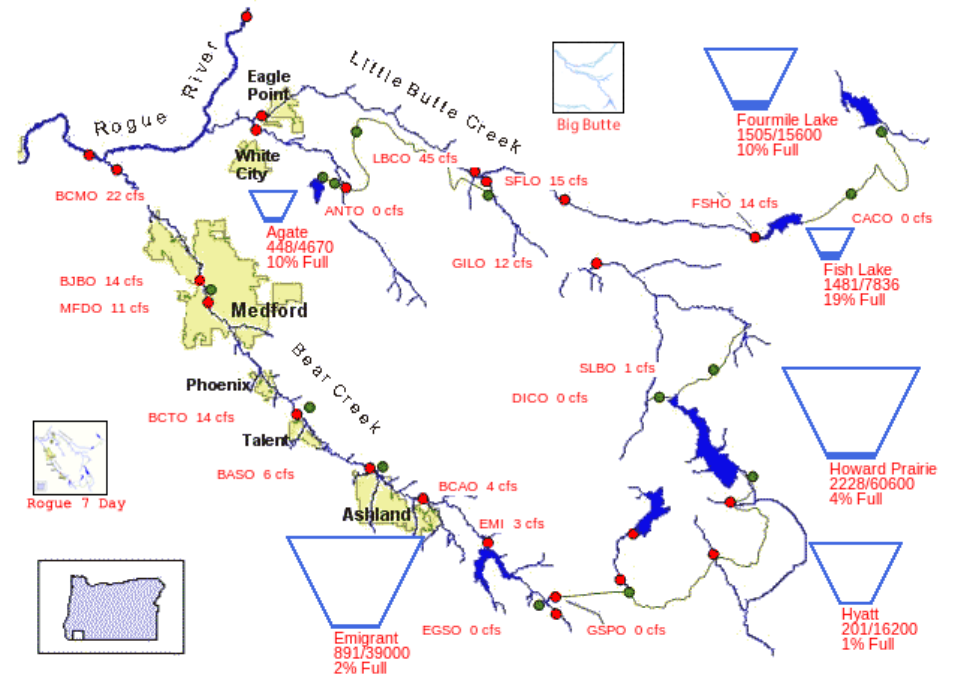 Rogue River
Eagle
Point
Little Butte Creek
Big Butte
Fourmile Lake
1505/15600
10% Full
White
City
LBCO 45 cfs
SFLO 15 cfs
BCMO 22 cfs
ANTO 0 cfs
FSHO 14 cfs
CACO 0 cfs
Agate
448/4670
10% Full
GILO 12 cfs
Fish Lake
1481/7836
19% Full
BJBO 14 cfs
MFDO 11 cfs
Medford
Bear Creek
Phoenix
SLBO 1 cfs
DICO 0 cfs
BCTO 14 cfs
Talent
BASO 6 cfs
Howard Prairie
2228/60600
4% Full
Rogue 7 Day
BCAO 4 cfs
Ashland
EMI 3 cfs
Emigrant
891/39000
2% Full
EGSO 0 cfs
GSPO 0 cfs
Hyatt
201/16200
1% Full